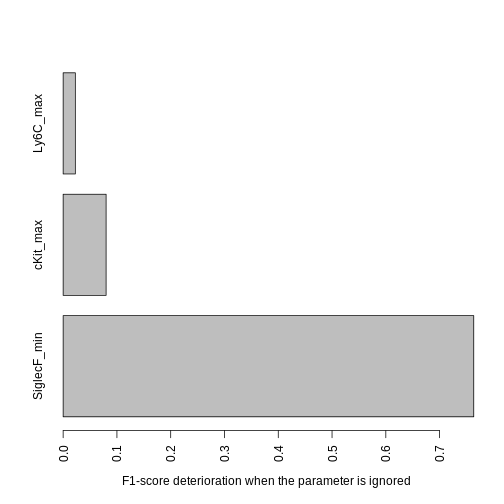 Ly6C_max
cKit_max
SiglecF_min
0.0 0.1 0.2 0.3 0.4 0.5 0.6 0.7
F1-score deterioration when the parameter is ignored